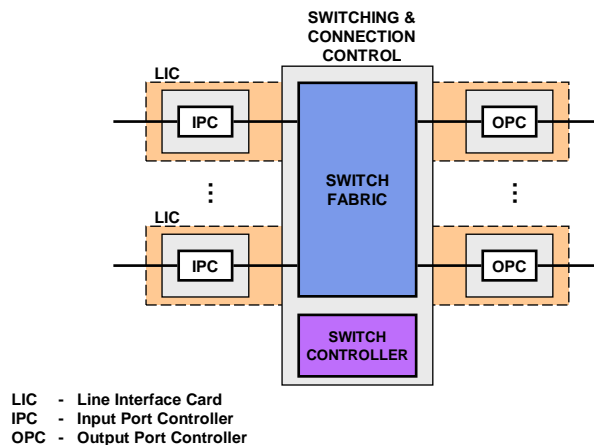 SWITCHING &
CONNECTION
CONTROL
LIC
IPC
OPC
SWITCH
FABRIC
LIC
IPC
OPC
SWITCH
CONTROLLER
LIC - Line Interface Card
IPC - Input Port Controller
OPC - Output Port Controller